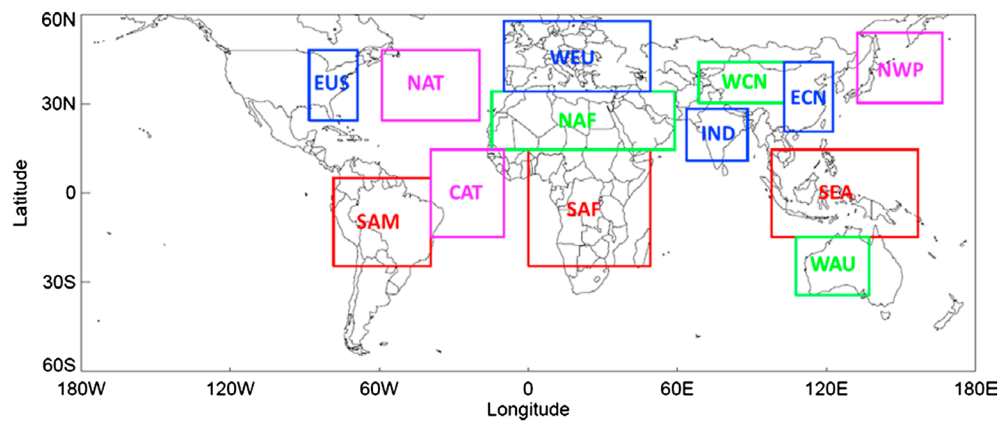 60N
WEU
EUS
NAT
WCN
NWP
ECN
30N
NAF
IND
Latitude
0
CAT
SEA
SAM
SAF
WAU
30S
60S
180W
120W
60W
0
60E
120E
180E
Longitude